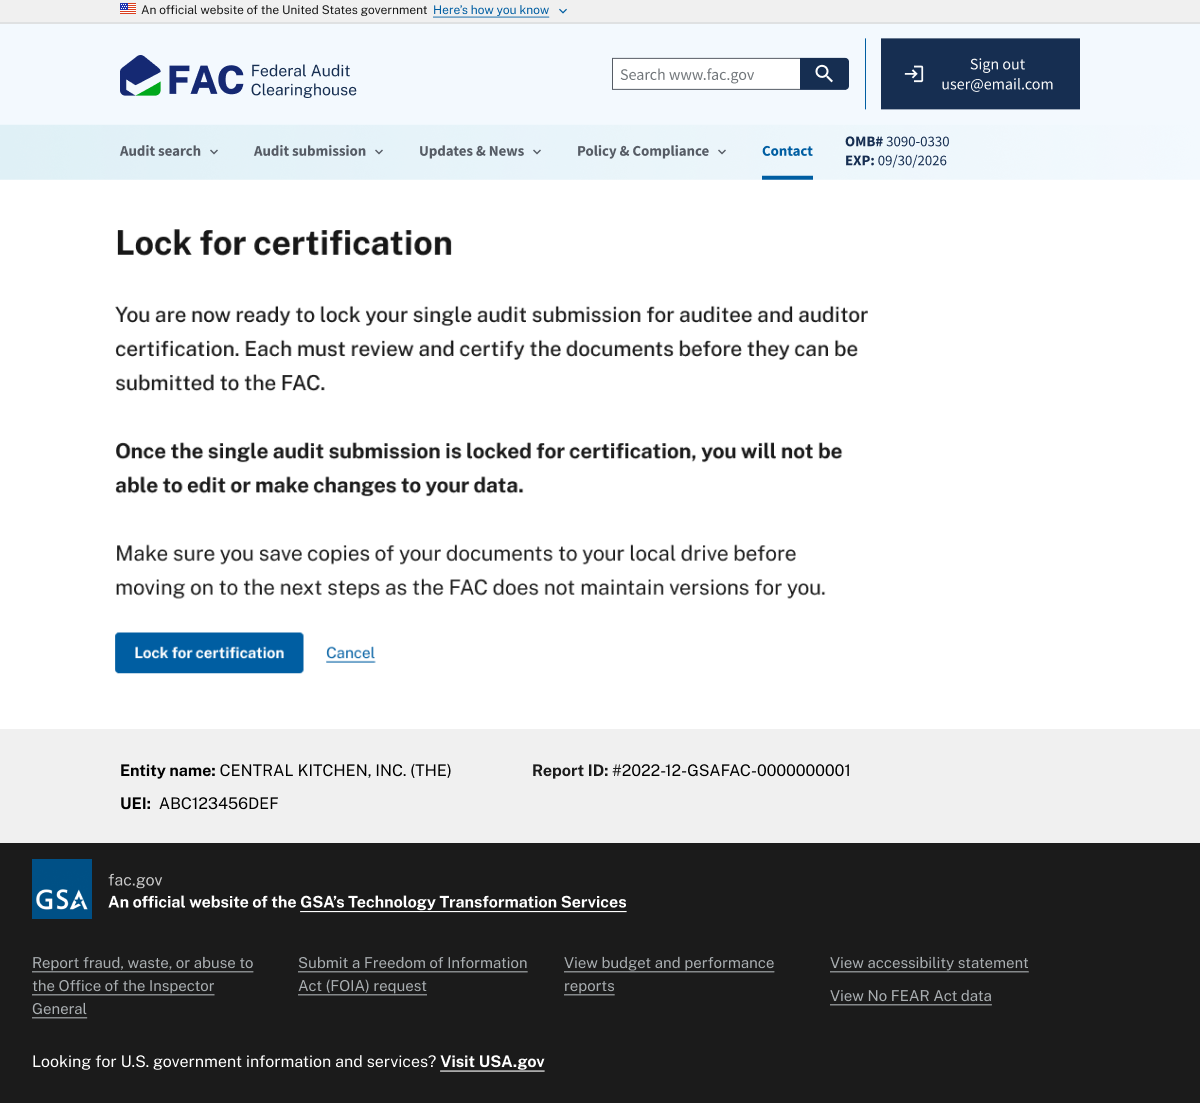 An official website of the United States government Here's how you know
FAC Federal Audit
Clearinghouse
Search www.fac.gov
Sign out
user@email.com
Audit search
Audit submission
Updates & News
Policy & Compliance
Contact
OMB# 3090-0330
EXP: 09/30/2026
Lock for certification
You are now ready to lock your single audit submission for auditee and auditor
certification. Each must review and certify the documents before they can be
submitted to the FAC.
Once the single audit submission is locked for certification, you will not be
able to edit or make changes to your data.
Make sure you save copies of your documents to your local drive before
moving on to the next steps as the FAC does not maintain versions for you.
Lock for certification
Cancel
Entity name: CENTRAL KITCHEN, INC. (THE)
Report ID: #2022-12-GSAFAC-0000000001
UEI: ABC123456DEF
GSA
fac.gov
An official website of the GSA’s Technology Transformation Services
Report fraud, waste, or abuse to
the Office of the Inspector
General
Submit a Freedom of Information
Act (FOIA) request
View budget and performance
reports
View accessibility statement
View No FEAR Act data
Looking for U.S. government information and services? Visit USA.gov